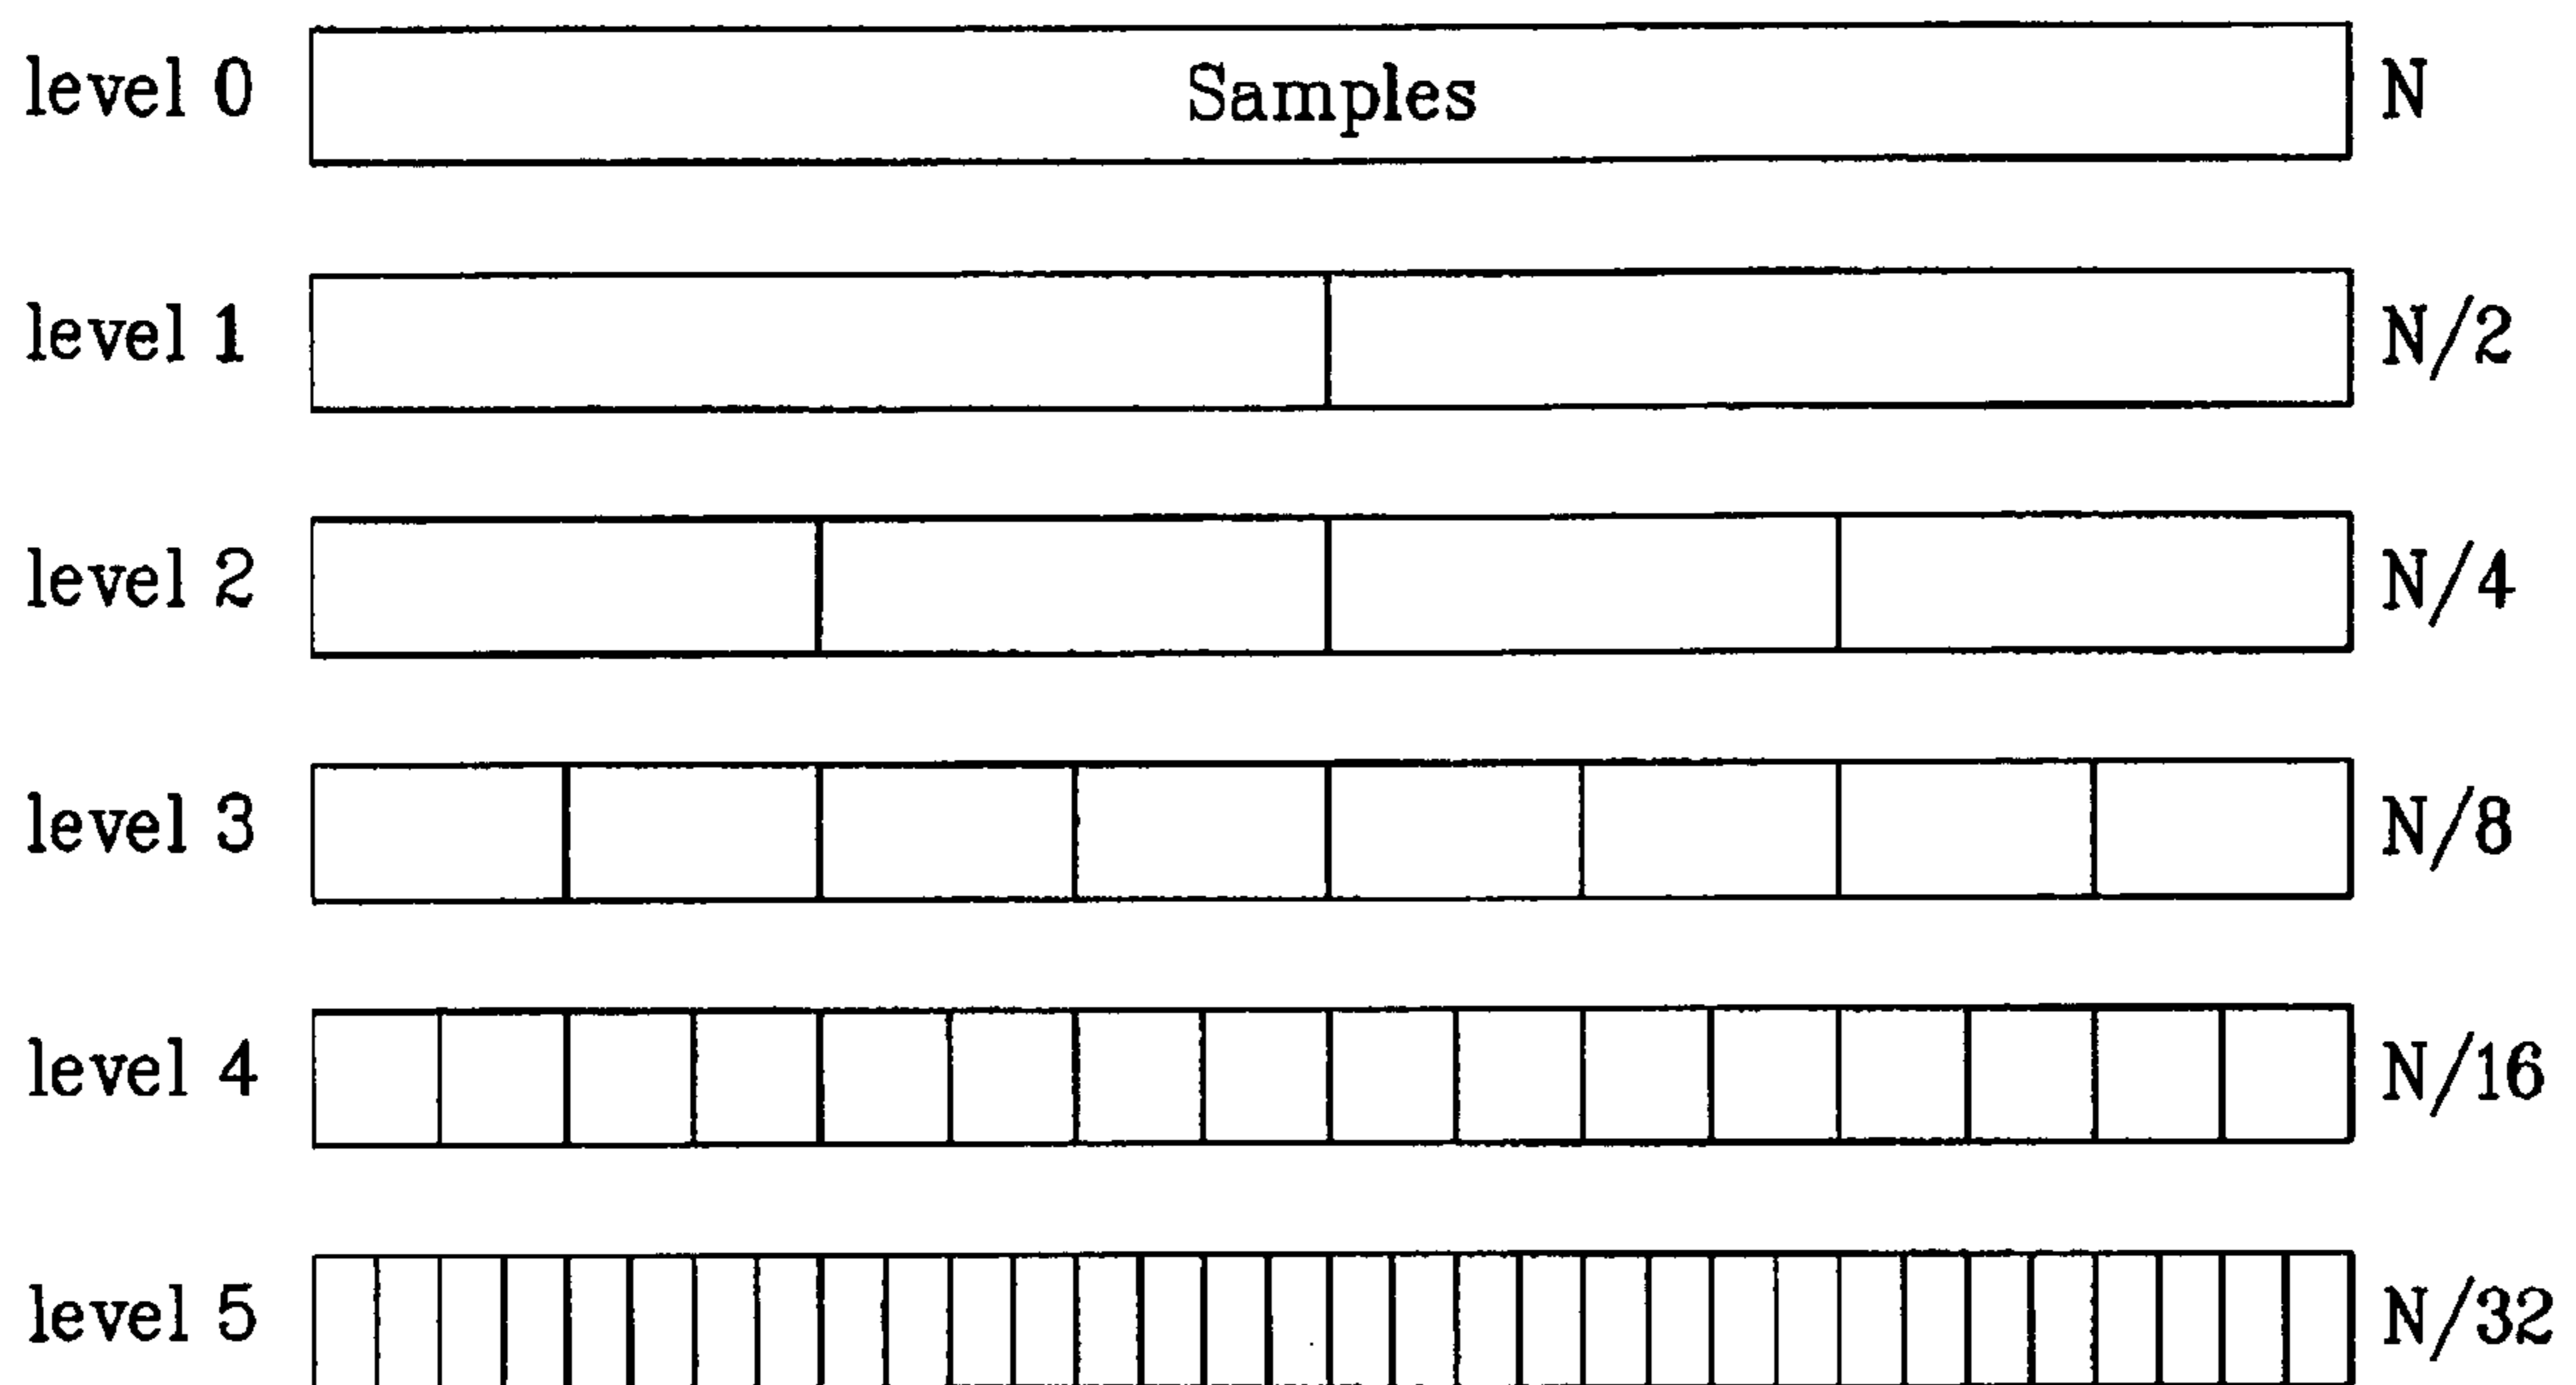 level 0 Samples N
level 1 N/2
level 2 N/4
level 3 N/8
level 4 N/16
level 5 N/32